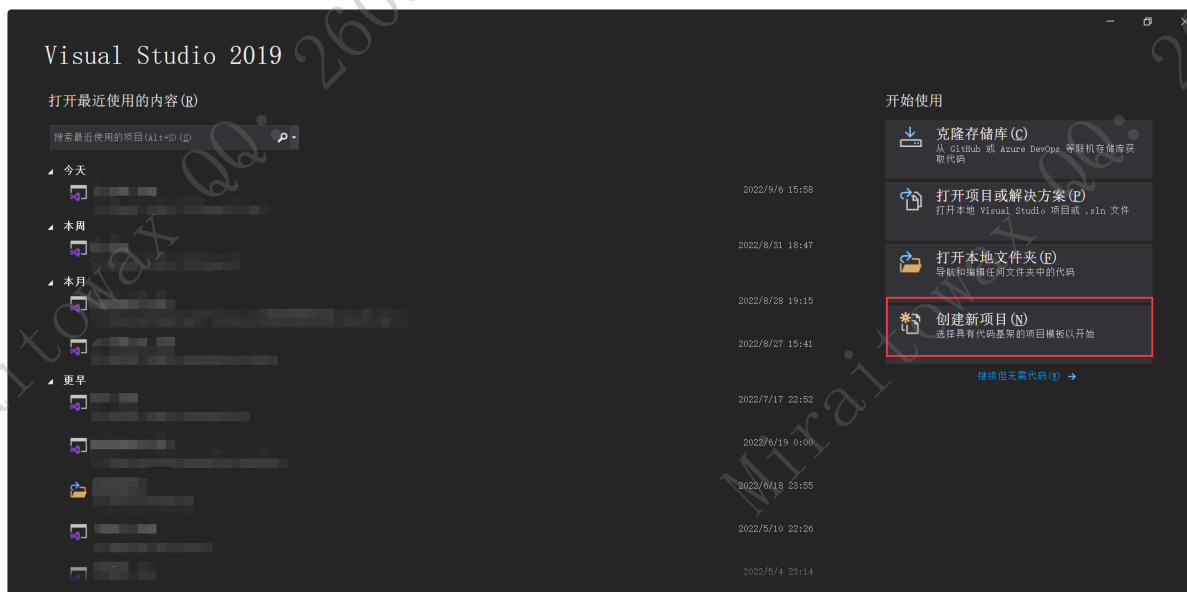 Visual Studio 2019
打开最近使用的内容(R)
搜索最近使用的项目(Alt+S)(S)
今天
2022/9/6 15:58
本周
2022/8/31 18:47
本月
2022/8/28 19:15
2022/8/27 15:41
更早
2022/7/17 22:52
2022/6/19 0:00
2022/6/18 23:55
2022/5/10 22:26
2022/5/4 23:14
开始使用
克隆存储库(C)
从 GitHub 或 Azure DevOps 等联机存储库获
取代码
打开项目或解决方案(P)
打开本地 Visual Studio 项目或 .sln 文件
打开本地文件夹(F)
导航和编辑任何文件夹中的代码
创建新项目(N)
选择具有代码基架的项目模板以开始
继续但无需代码(W) →
Miraitowax QQ: